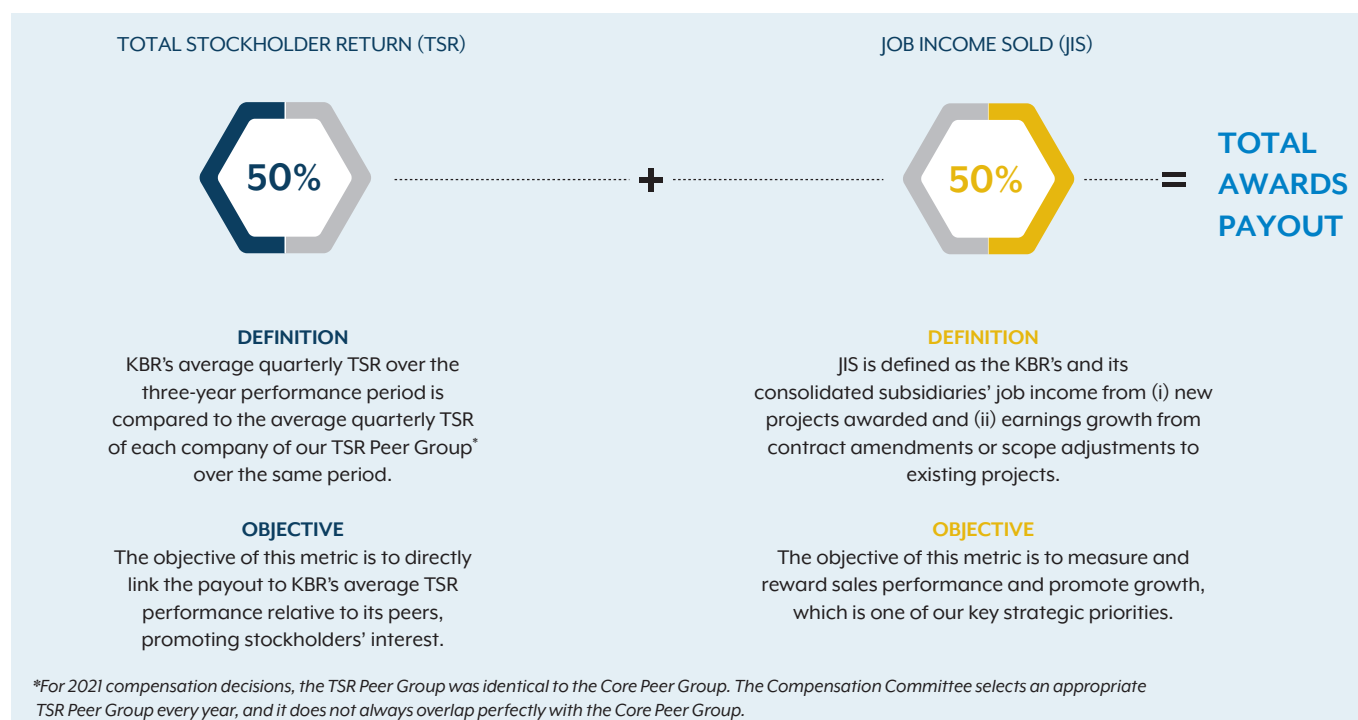 TOTAL STOCKHOLDER RETURN (TSR)
50%
DEFINITION
KBR’s average quarterly TSR over the
three-year performance period is
compared to the average quarterly TSR
of each company of our TSR Peer Group*
over the same period.
OBJECTIVE
The objective of this metric is to directly
link the payout to KBR’s average TSR
performance relative to its peers,
promoting stockholders’ interest.
+
JOB INCOME SOLD (JIS)
50%
DEFINITION
JIS is defined as the KBR’s and its
consolidated subsidiaries’ job income from (i) new
projects awarded and (ii) earnings growth from
contract amendments or scope adjustments to
existing projects.
OBJECTIVE
The objective of this metric is to measure and
reward sales performance and promote growth,
which is one of our key strategic priorities.
=
TOTAL
AWARDS
PAYOUT
*For 2021 compensation decisions, the TSR Peer Group was identical to the Core Peer Group. The Compensation Committee selects an appropriate
TSR Peer Group every year, and it does not always overlap perfectly with the Core Peer Group.